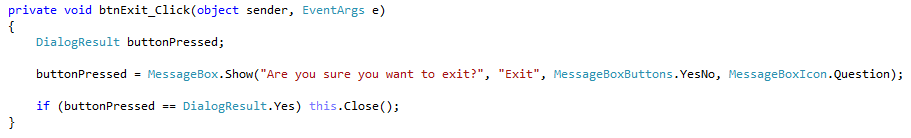 private void btnExit_Click(object sender, EventArgs e)
{
DialogResult buttonPressed;
buttonPressed = MessageBox.Show("Are you sure you want to exit?", "Exit", MessageBoxButtons.YesNo, MessageBoxIcon.Question);
if (buttonPressed == DialogResult.Yes) this.Close();
}